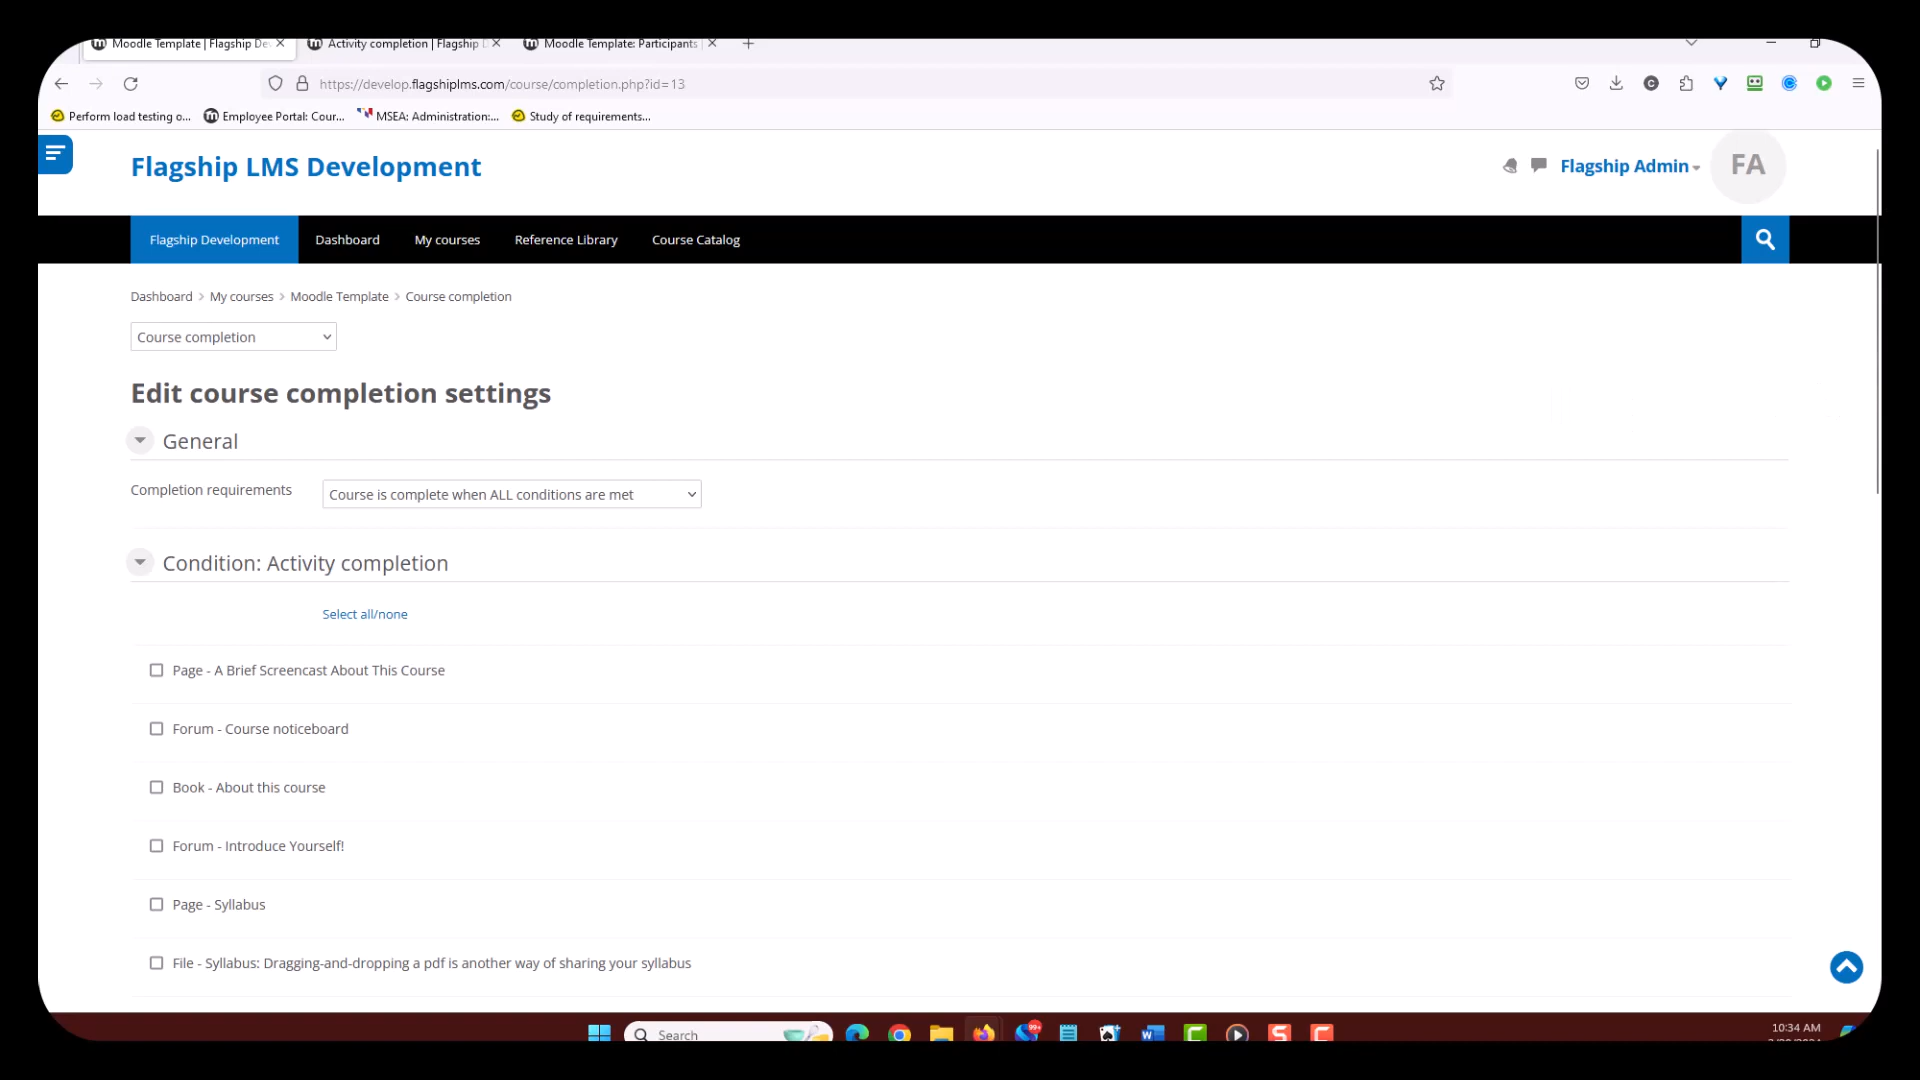 Moodle Template | Flagship De
Activity completion | Flagship D
Moodle Template: Participants
https://develop.flagshiplms.com/course/completion.php?id=13
Perform load testing o...
Employee Portal: Cour...
MSEA: Administration:...
Study of requirements...
Flagship LMS Development
Flagship Admin
FA
Flagship Development
Dashboard
My courses
Reference Library
Course Catalog
Dashboard > My courses > Moodle Template > Course completion
Course completion
Edit course completion settings
General
Completion requirements
Course is complete when ALL conditions are met
Condition: Activity completion
Select all/none
Page - A Brief Screencast About This Course
Forum - Course noticeboard
Book - About this course
Forum - Introduce Yourself!
Page - Syllabus
File - Syllabus: Dragging-and-dropping a pdf is another way of sharing your syllabus
Search
99+
10:34 AM